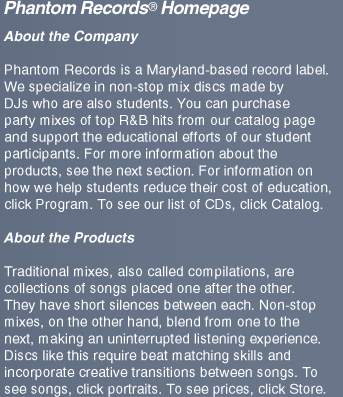 Phantom Records® Homepage
About the Company
Phantom Records is a Maryland-based record label.
We specialize in non-stop mix discs made by
DJs who are also students. You can purchase
party mixes of top R&B hits from our catalog page
and support the educational efforts of our student
participants. For more information about the
products, see the next section. For information on
how we help students reduce their cost of education,
click Program. To see our list of CDs, click Catalog.
About the Products
Traditional mixes, also called compilations, are
collections of songs placed one after the other.
They have short silences between each. Non-stop
mixes, on the other hand, blend from one to the
next, making an uninterrupted listening experience.
Discs like this require beat matching skills and
incorporate creative transitions between songs. To
see songs, click portraits. To see prices, click Store.